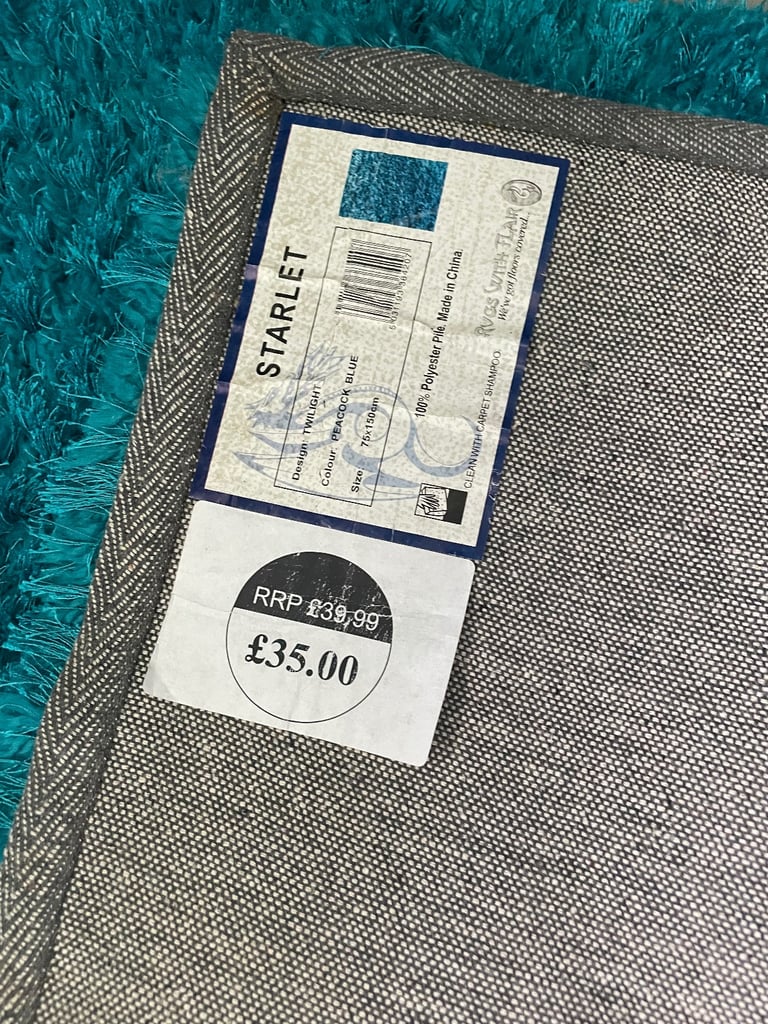 STARLET
Design: TWILIGHT
Colour: PEACOCK BLUE
Size: 75x150cm
100% Polyester Pile, Made in China
CLEAN WITH CARPET SHAMPOO
RUGS WITH FLAIR
We've got floors covered.
RRP £39.99
£35.00